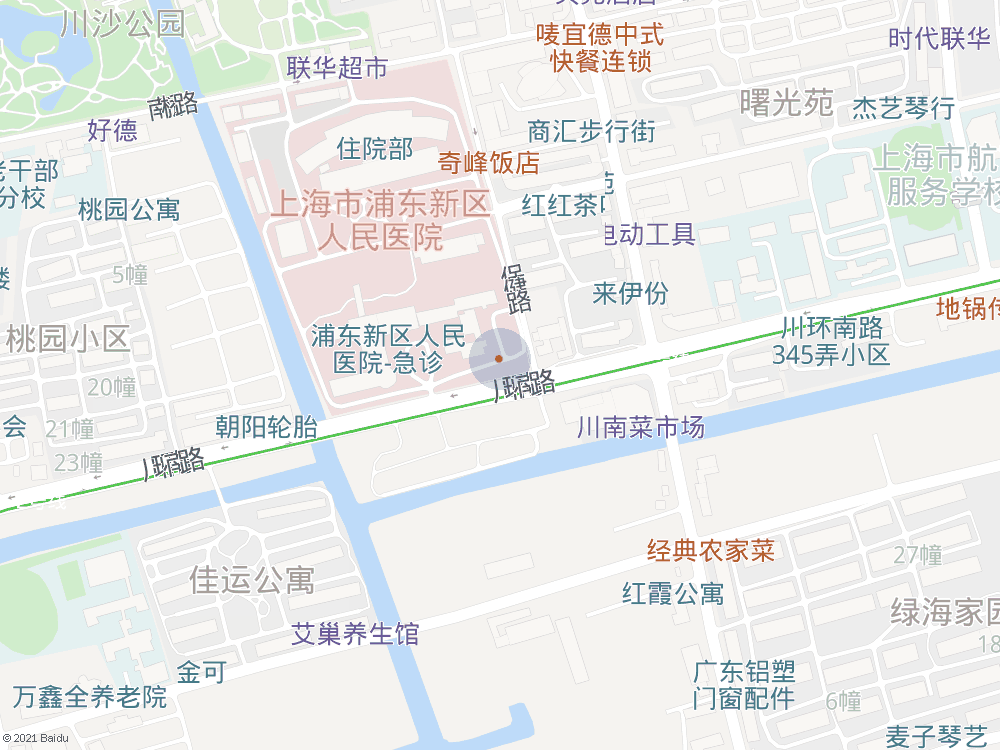 川沙公园
唛宜德中式
快餐连锁
时代联华
联华超市
南桥路
好德
曙光苑
杰艺琴行
商汇步行街
住院部
奇峰饭店
老干部
分校
上海市航
服务学校
桃园公寓
上海市浦东新区
人民医院
红红茶
电动工具
5幢
保健路
来伊份
地锅传
桃园小区
浦东新区人民
医院-急诊
川环南路
345弄小区
20幢
川环南路
会
21幢
朝阳轮胎
川南菜市场
23幢
川环南路
经典农家菜
27幢
佳运公寓
红霞公寓
绿海家园
艾巢养生馆
18
金可
万鑫全养老院
广东铝塑
门窗配件
6幢
麦子琴艺
© 2021 Baidu